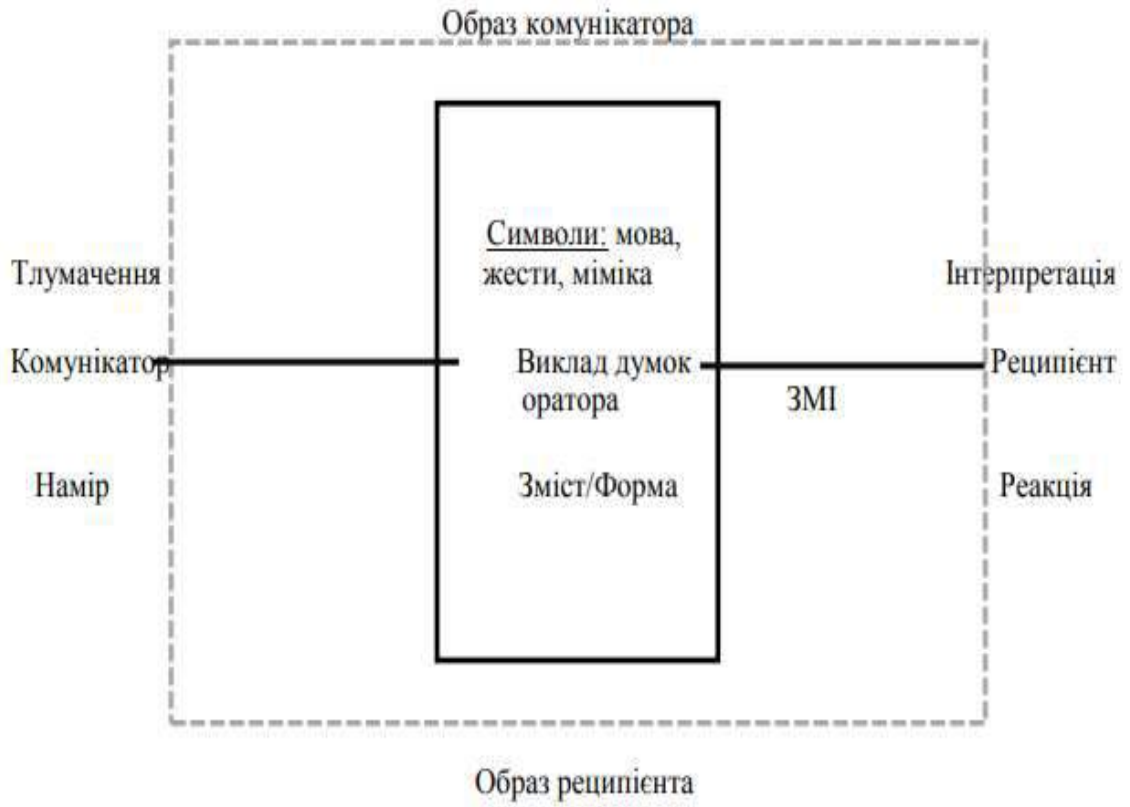 Образ комунікатора
Символи: мова,
жести, міміка
Тлумачення
Інтерпретація
Комунікатор
Виклад думок
оратора
Реципієнт
ЗМІ
Намір
Зміст/Форма
Реакція
Образ реципієнта